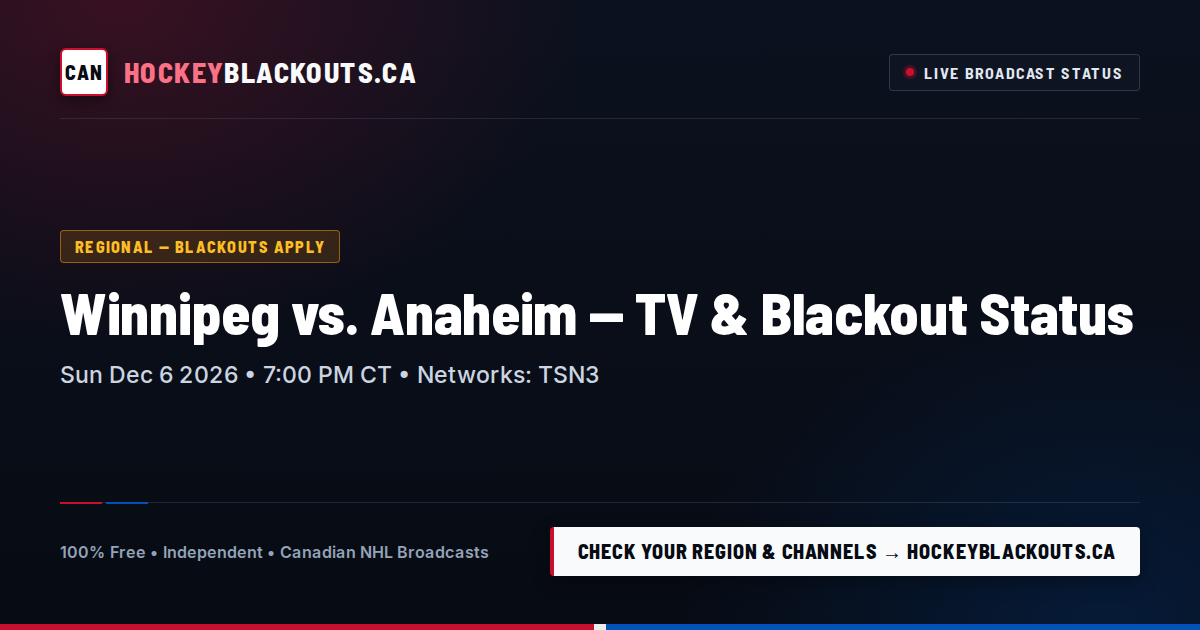 CAN
HOCKEYBLACKOUTS.CA
LIVE BROADCAST STATUS
REGIONAL — BLACKOUTS APPLY
Winnipeg vs. Anaheim — TV & Blackout Status
Sun Dec 6 2026 • 7:00 PM CT • Networks: TSN3
100% Free • Independent • Canadian NHL Broadcasts
CHECK YOUR REGION & CHANNELS → HOCKEYBLACKOUTS.CA